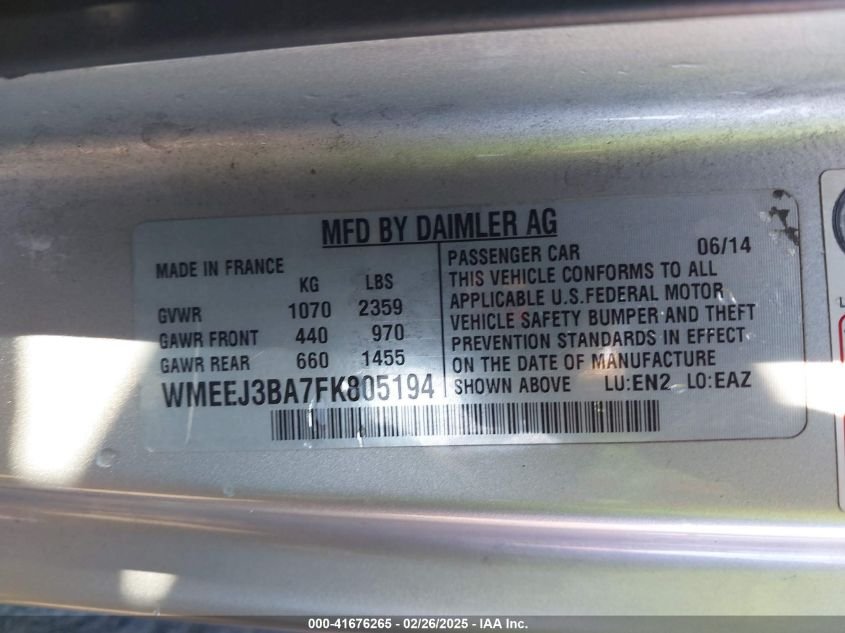 MFD BY DAIMLER AG
MADE IN FRANCE
KG LBS
GVWR 1070 2359
GAWR FRONT 440 970
GAWR REAR 660 1455
WMEEJ3BA7FK805194
PASSENGER CAR 06/14
THIS VEHICLE CONFORMS TO ALL
APPLICABLE U.S.FEDERAL MOTOR
VEHICLE SAFETY BUMPER AND THEFT
PREVENTION STANDARDS IN EFFECT
ON THE DATE OF MANUFACTURE
SHOWN ABOVE LU:EN2 LO:EAZ
000-41676265 - 02/26/2025 - IAA Inc.